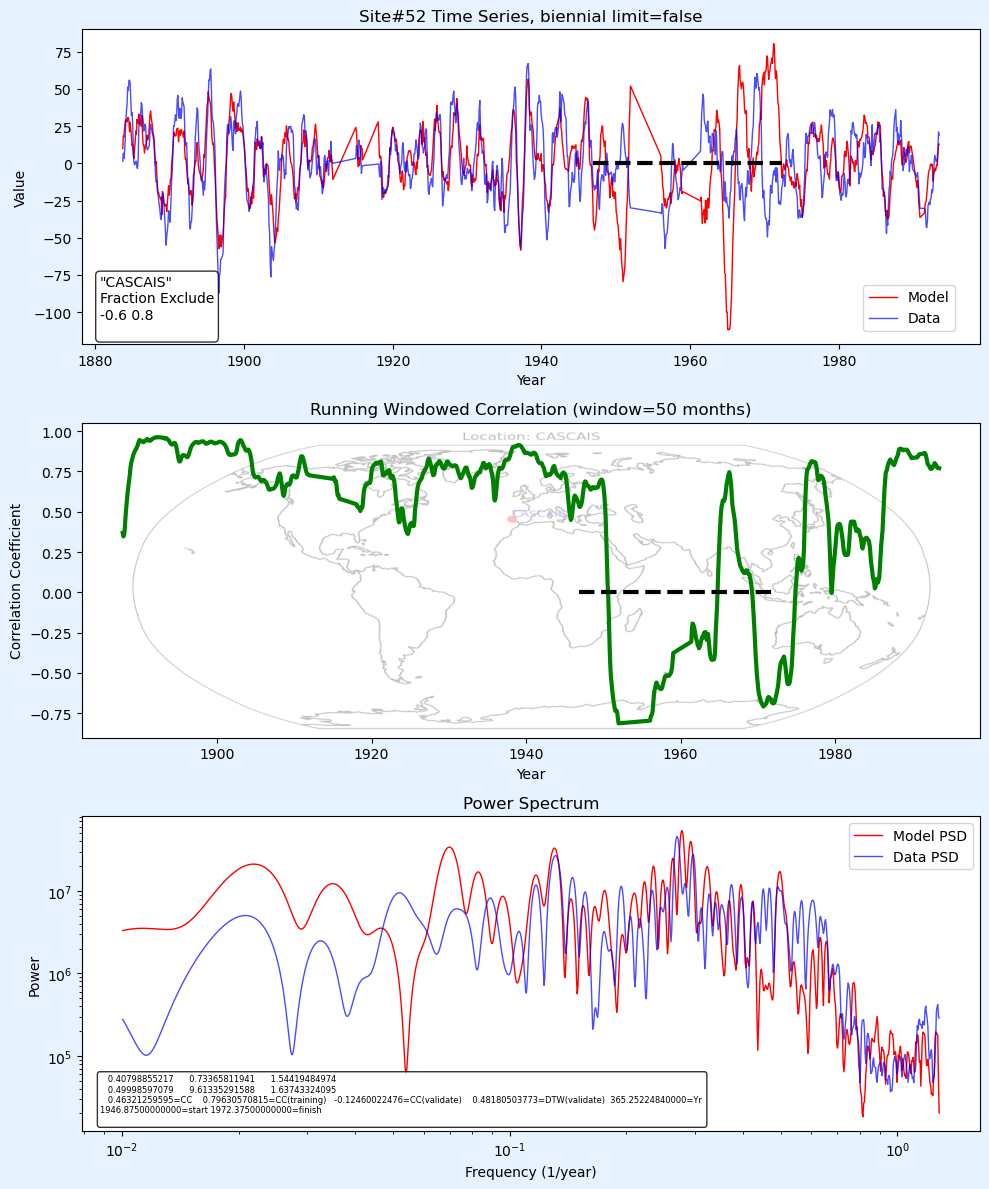 Site#52 Time Series, biennial limit=false
Value
75
50
25
0
−25
−50
−75
−100
"CASCAIS"
Fraction Exclude
-0.6 0.8
Model
Data
1880
1900
1920
1940
1960
1980
Year
Running Windowed Correlation (window=50 months)
Location: CASCAIS
CASCAIS
Correlation Coefficient
1.00
0.75
0.50
0.25
0.00
−0.25
−0.50
−0.75
1900
1920
1940
1960
1980
Year
Power Spectrum
Model PSD
Data PSD
Power
10⁷
10⁶
10⁵
0.40798855217 0.73365811941 1.54419484974
0.49998597079 9.61335291588 1.63743324095
0.46321259595=CC 0.79630570815=CC(training) -0.12460022476=CC(validate) 0.48180503773=DTW(validate) 365.25224840000=Yr
1946.87500000000=start 1972.37500000000=finish
10⁻²
10⁻¹
10⁰
Frequency (1/year)